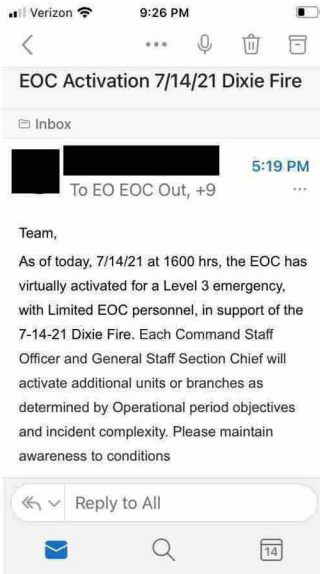 Verizon 9:26 PM
EOC Activation 7/14/21 Dixie Fire
Inbox
5:19 PM
To EO EOC Out, +9
Team,
As of today, 7/14/21 at 1600 hrs, the EOC has
virtually activated for a Level 3 emergency,
with Limited EOC personnel, in support of the
7-14-21 Dixie Fire. Each Command Staff
Officer and General Staff Section Chief will
activate additional units or branches as
determined by Operational period objectives
and incident complexity. Please maintain
awareness to conditions
Reply to All
14